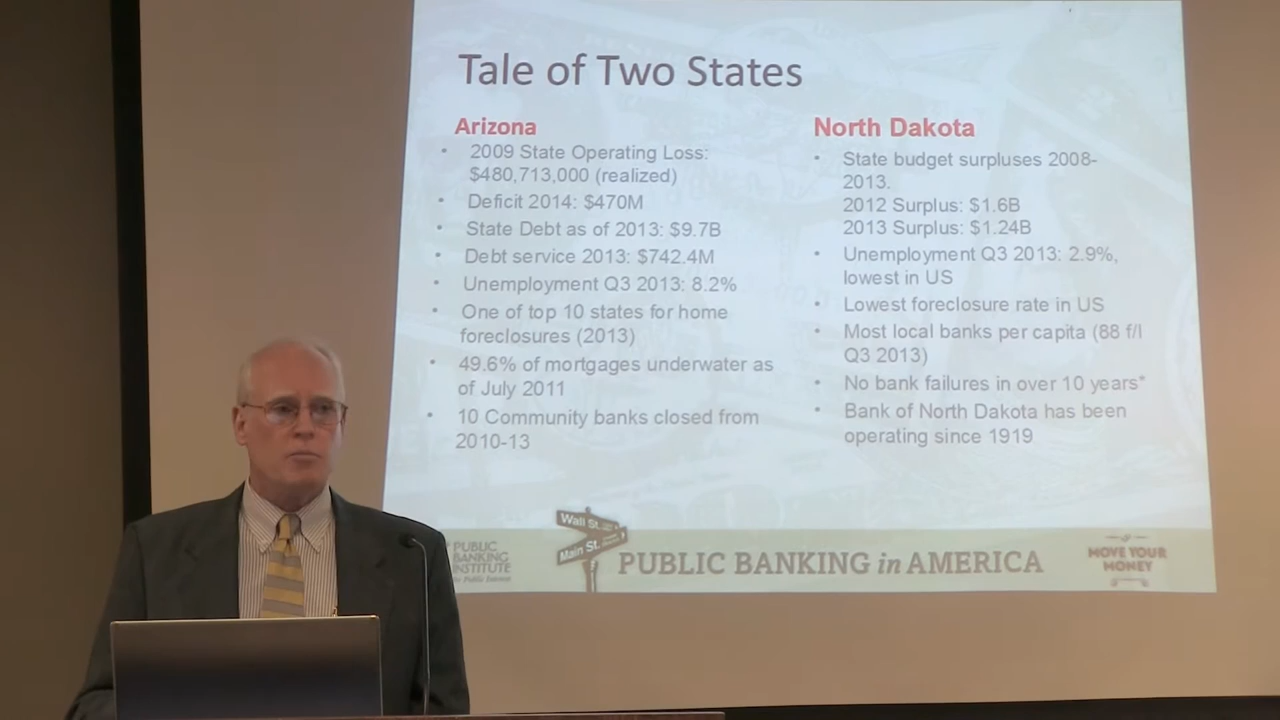 Tale of Two States
Arizona
• 2009 State Operating Loss:
$480,713,000 (realized)
• Deficit 2014: $470M
• State Debt as of 2013: $9.7B
• Debt service 2013: $742.4M
• Unemployment Q3 2013: 8.2%
• One of top 10 states for home
foreclosures (2013)
• 49.6% of mortgages underwater as
of July 2011
• 10 Community banks closed from
2010-13
North Dakota
• State budget surpluses 2008-
2013.
2012 Surplus: $1.6B
2013 Surplus: $1.24B
• Unemployment Q3 2013: 2.9%,
lowest in US
• Lowest foreclosure rate in US
• Most local banks per capita (88 f/I
Q3 2013)
• No bank failures in over 10 years*
• Bank of North Dakota has been
operating since 1919
PUBLIC
BANKING
INSTITUTE
Public Interest
Wall St.
Main St.
PUBLIC BANKING in AMERICA
MOVE YOUR
MONEY